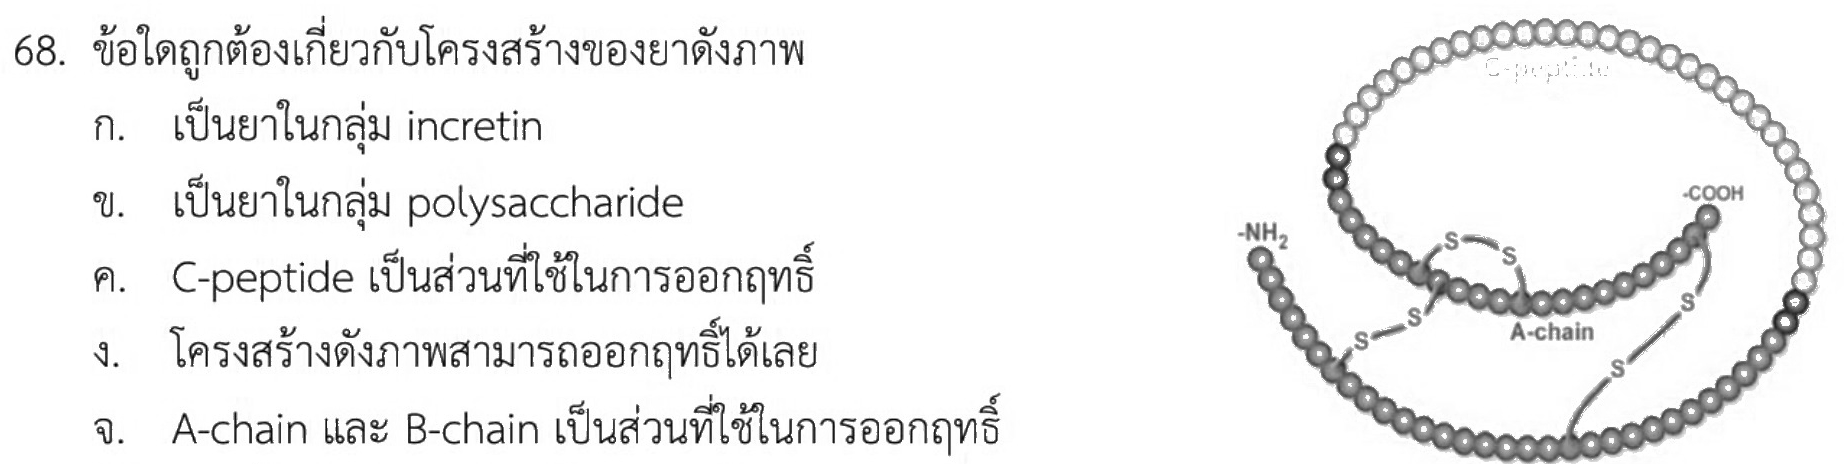 68. ข้อใดถูกต้องเกี่ยวกับโครงสร้างของยาดังภาพ
ก. เป็นยาในกลุ่ม incretin
ข. เป็นยาในกลุ่ม polysaccharide
ค. C-peptide เป็นส่วนที่ใช้ในการออกฤทธิ์
ง. โครงสร้างดังภาพสามารถออกฤทธิ์ได้เลย
จ. A-chain และ B-chain เป็นส่วนที่ใช้ในการออกฤทธิ์
C-peptide
-COOH
-NH₂
S S
S
S S
A-chain
S